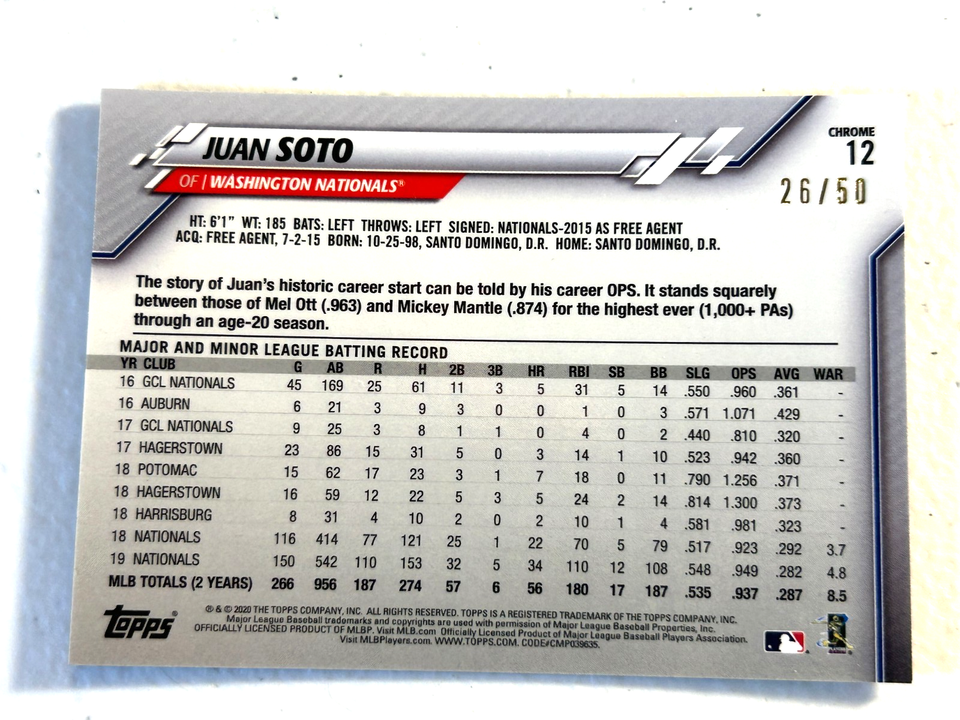 JUAN SOTO
OF | WASHINGTON NATIONALS®
CHROME
12
26/50
HT: 6'1" WT: 185 BATS: LEFT THROWS: LEFT SIGNED: NATIONALS-2015 AS FREE AGENT
ACQ: FREE AGENT, 7-2-15 BORN: 10-25-98, SANTO DOMINGO, D.R. HOME: SANTO DOMINGO, D.R.
The story of Juan's historic career start can be told by his career OPS. It stands squarely
between those of Mel Ott (.963) and Mickey Mantle (.874) for the highest ever (1,000+ PAs)
through an age-20 season.
MAJOR AND MINOR LEAGUE BATTING RECORD
YR CLUB G AB R H 2B 3B HR RBI SB BB SLG OPS AVG WAR
16 GCL NATIONALS 45 169 25 61 11 3 5 31 5 14 .550 .960 .361 -
16 AUBURN 6 21 3 9 3 0 0 1 0 3 .571 1.071 .429 -
17 GCL NATIONALS 9 25 3 8 1 1 0 4 0 2 .440 .810 .320 -
17 HAGERSTOWN 23 86 15 31 5 0 3 14 1 10 .523 .942 .360 -
18 POTOMAC 15 62 17 23 3 1 7 18 0 11 .790 1.256 .371 -
18 HAGERSTOWN 16 59 12 22 5 3 5 24 2 14 .814 1.300 .373 -
18 HARRISBURG 8 31 4 10 2 0 2 10 1 4 .581 .981 .323 -
18 NATIONALS 116 414 77 121 25 1 22 70 5 79 .517 .923 .292 3.7
19 NATIONALS 150 542 110 153 32 5 34 110 12 108 .548 .949 .282 4.8
MLB TOTALS (2 YEARS) 266 956 187 274 57 6 56 180 17 187 .535 .937 .287 8.5
Topps®
® & © 2020 THE TOPPS COMPANY, INC. ALL RIGHTS RESERVED. TOPPS IS A REGISTERED TRADEMARK OF THE TOPPS COMPANY, INC.
Major League Baseball trademarks and copyrights are used with permission of Major League Baseball Properties, Inc.
OFFICIALLY LICENSED PRODUCT OF MLBP. Visit MLB.com Officially Licensed Product of Major League Baseball Players Association.
Visit MLBPlayers.com. WWW.TOPPS.COM. CODE#CMP039635.